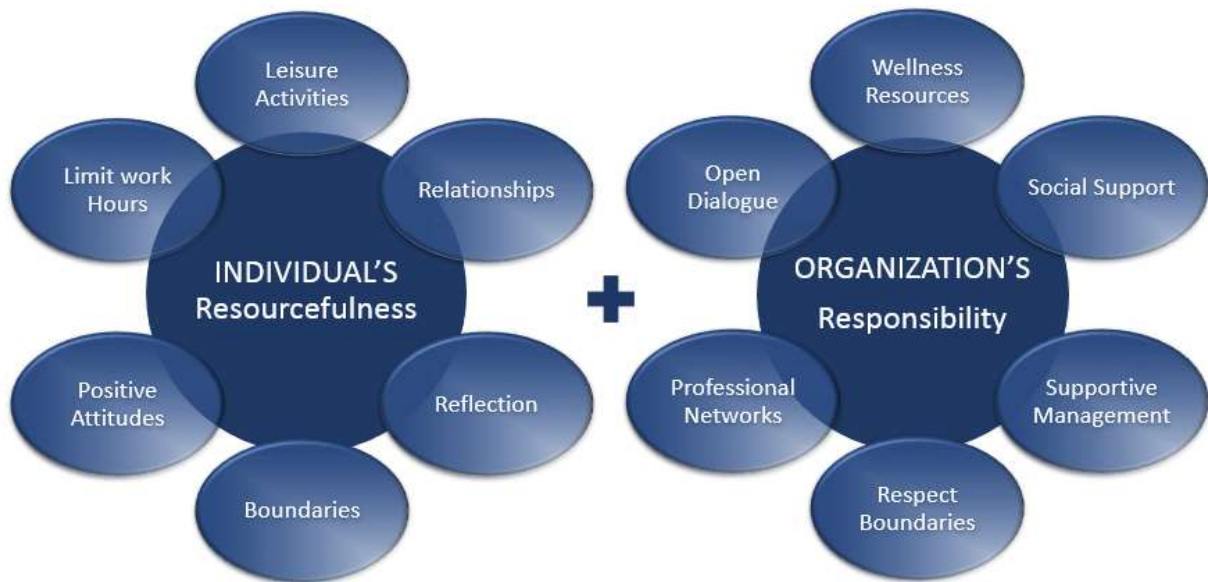 Leisure
Activities
Limit work
Hours
Relationships
INDIVIDUAL'S
Resourcefulness
Positive
Attitudes
Reflection
Boundaries
+
Wellness
Resources
Open
Dialogue
Social Support
ORGANIZATION'S
Responsibility
Professional
Networks
Supportive
Management
Respect
Boundaries